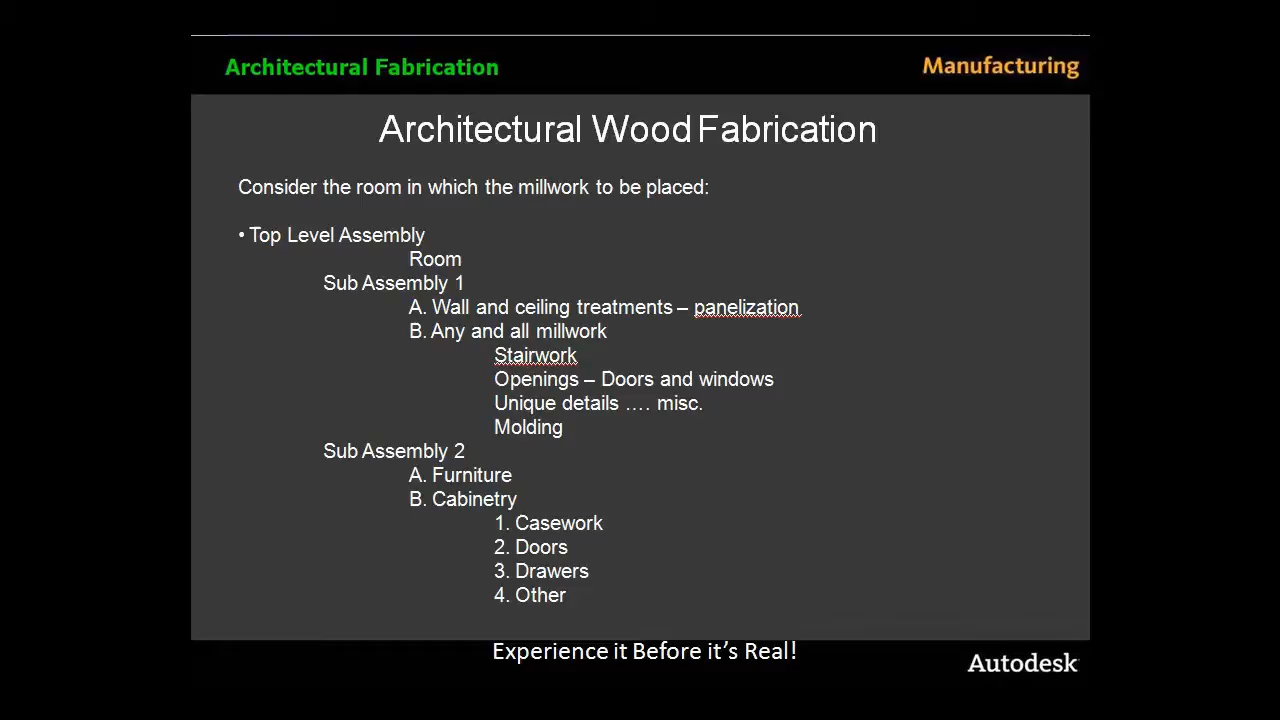 Architectural Fabrication
Manufacturing
Architectural Wood Fabrication
Consider the room in which the millwork to be placed:
• Top Level Assembly
Room
Sub Assembly 1
A. Wall and ceiling treatments – panelization
B. Any and all millwork
Stairwork
Openings – Doors and windows
Unique details …. misc.
Molding
Sub Assembly 2
A. Furniture
B. Cabinetry
1. Casework
2. Doors
3. Drawers
4. Other
Experience it Before it's Real!
Autodesk